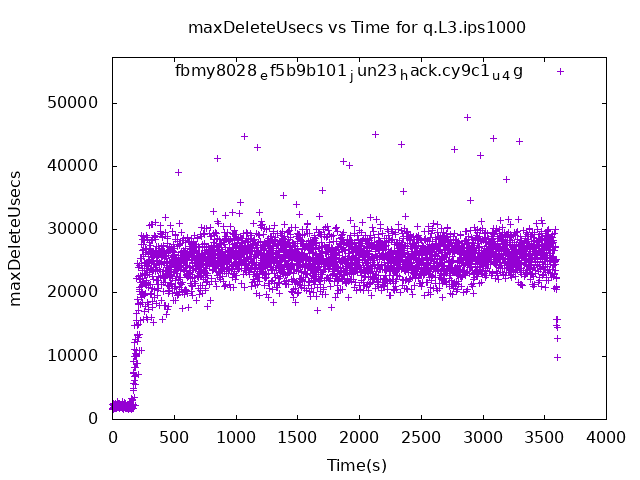 maxDeleteUsecs vs Time for q.L3.ips1000
fbmy8028ef5b9b101jun23hack.cy9c1u4g
50000
40000
30000
20000
10000
0
maxDeleteUsecs
0 500 1000 1500 2000 2500 3000 3500 4000
Time(s)